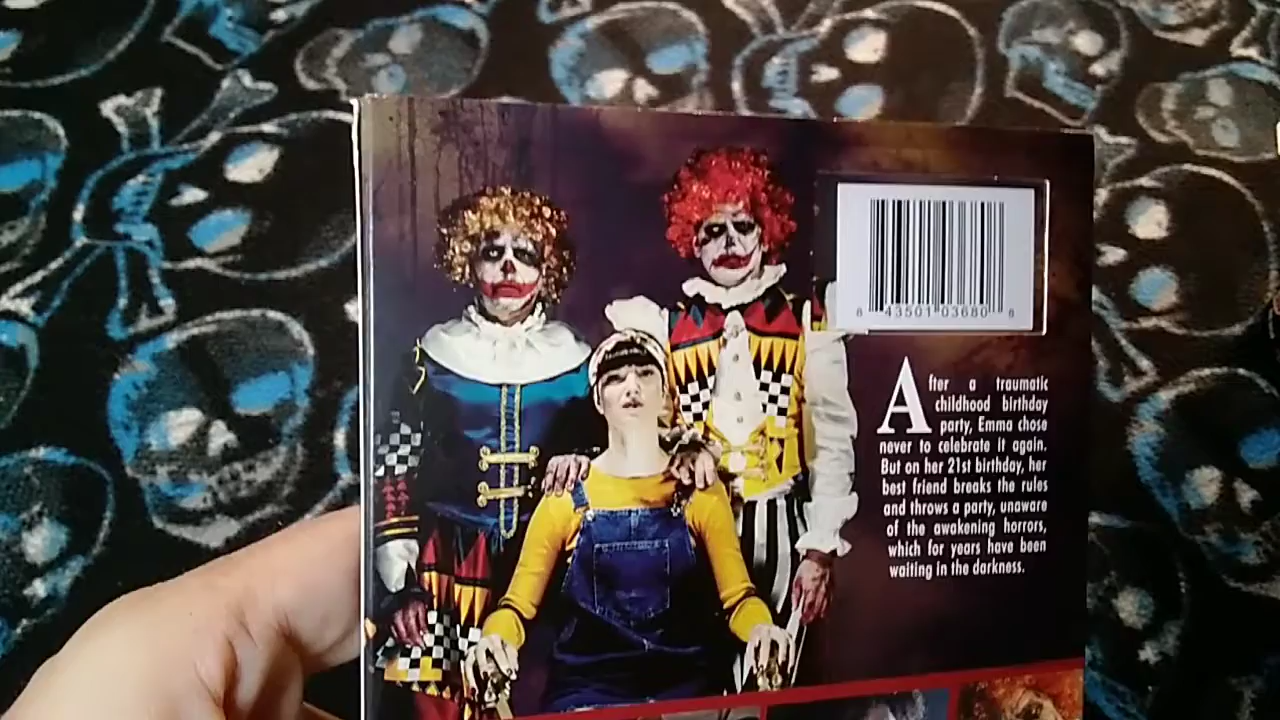 8 43501 03680 8
After a traumatic
childhood birthday
party, Emma chose
never to celebrate it again.
But on her 21st birthday, her
best friend breaks the rules
and throws a party, unaware
of the awakening horrors,
which for years have been
waiting in the darkness.